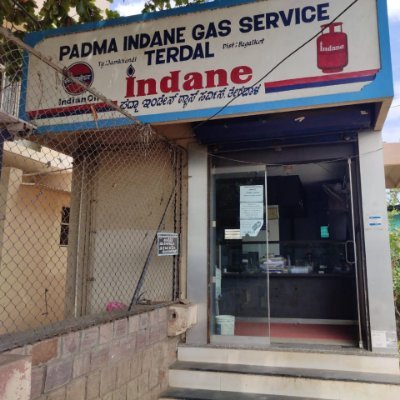 PADMA INDANE GAS SERVICE
Tq: Jamkhandi TERDAL Dist: Bagalkot
IndianOil
Indane
Indane
ಪದ್ಮಾ ಇಂಡೇನ್ ಗ್ಯಾಸ್ ಸರ್ವಿಸ್ ತೇರದಾಳ